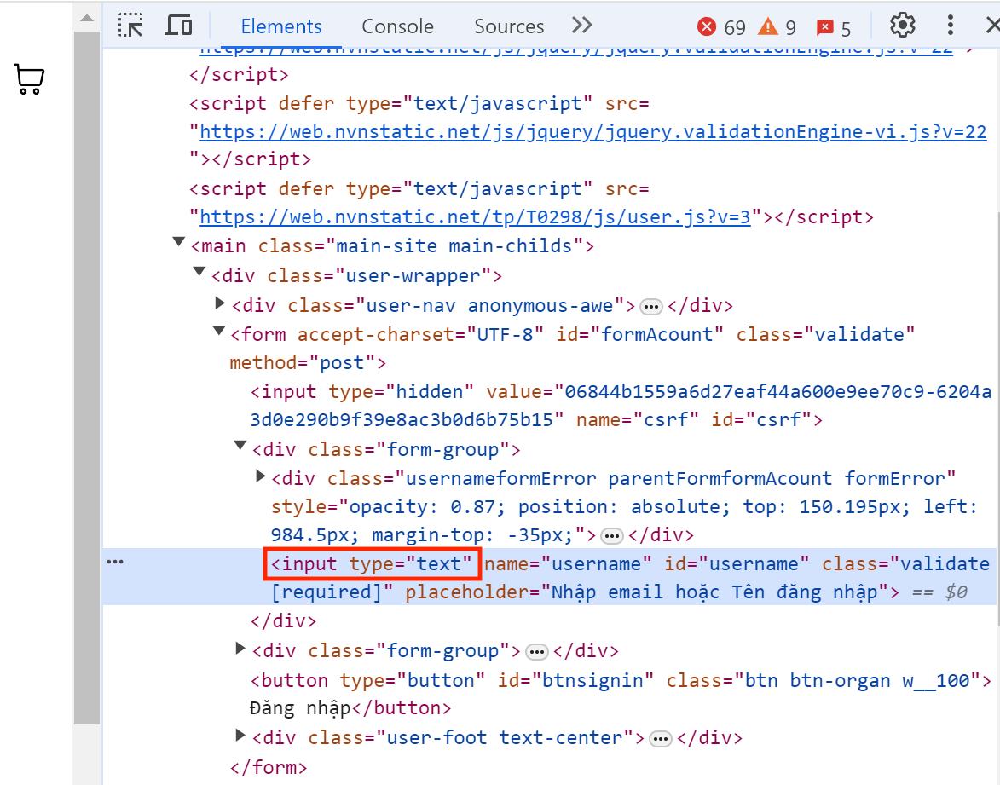 Elements Console Sources 69 9 5
https://web.nvnstatic.net/js/jquery/jquery.validationEngine.js?v=22">
</script>
<script defer type="text/javascript" src=
"https://web.nvnstatic.net/js/jquery/jquery.validationEngine-vi.js?v=22
"></script>
<script defer type="text/javascript" src=
"https://web.nvnstatic.net/tp/T0298/js/user.js?v=3"></script>
<main class="main-site main-childs">
<div class="user-wrapper">
<div class="user-nav anonymous-awe"></div>
<form accept-charset="UTF-8" id="formAcount" class="validate"
method="post">
<input type="hidden" value="06844b1559a6d27eaf44a600e9ee70c9-6204a
3d0e290b9f39e8ac3b0d6b75b15" name="csrf" id="csrf">
<div class="form-group">
<div class="usernameformError parentFormformAcount formError"
style="opacity: 0.87; position: absolute; top: 150.195px; left:
984.5px; margin-top: -35px;"></div>
<input type="text" name="username" id="username" class="validate
[required]" placeholder="Nhập email hoặc Tên đăng nhập"> == $0
</div>
<div class="form-group"></div>
<button type="button" id="btnsignin" class="btn btn-organ w__100">
Đăng nhập</button>
<div class="user-foot text-center"></div>
</form>